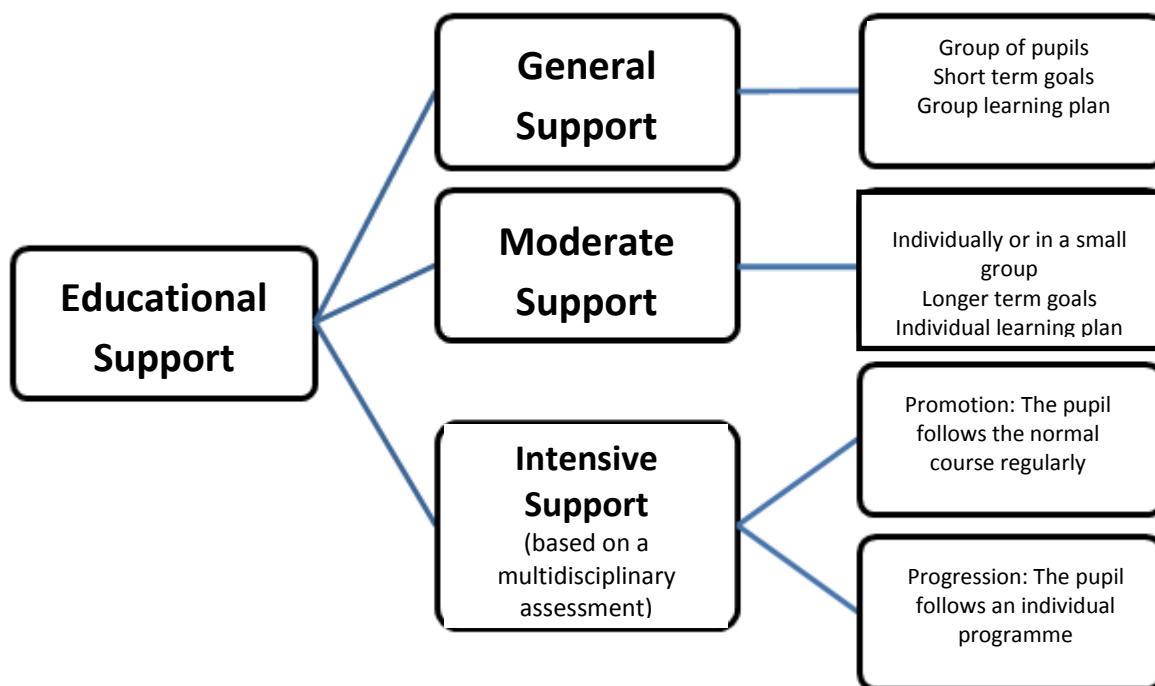 Educational
Support
General
Support
Group of pupils
Short term goals
Group learning plan
Moderate
Support
Individually or in a small
group
Longer term goals
Individual learning plan
Intensive
Support
(based on a
multidisciplinary
assessment)
Promotion: The pupil
follows the normal
course regularly
Progression: The pupil
follows an individual
programme